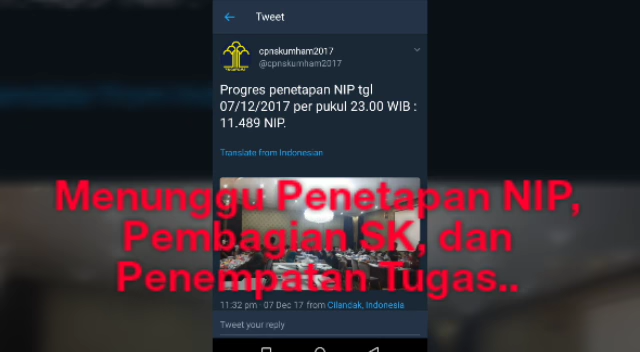 Tweet
cpnskumham2017
@cpnskumham2017
Progres penetapan NIP tgl
07/12/2017 per pukul 23.00 WIB :
11.489 NIP.
Translate from Indonesian
Menunggu Penetapan NIP,
Pembagian SK, dan
Penempatan Tugas..
11:32 pm · 07 Dec 17 from Cilandak, Indonesia
Tweet your reply